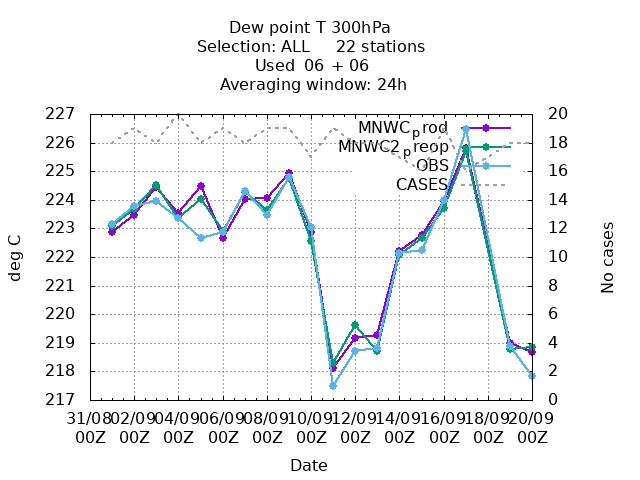 Dew point T 300hPa
Selection: ALL 22 stations
Used 06 + 06
Averaging window: 24h
227 20
226 18
225 16
224 14
223 12
222 10
221 8
220 6
219 4
218 2
217 0
MNWC_prod
MNWC2_preop
OBS
CASES
deg C
No cases
31/08 02/09 04/09 06/09 08/09 10/09 12/09 14/09 16/09 18/09 20/09
00Z 00Z 00Z 00Z 00Z 00Z 00Z 00Z 00Z 00Z 00Z
Date